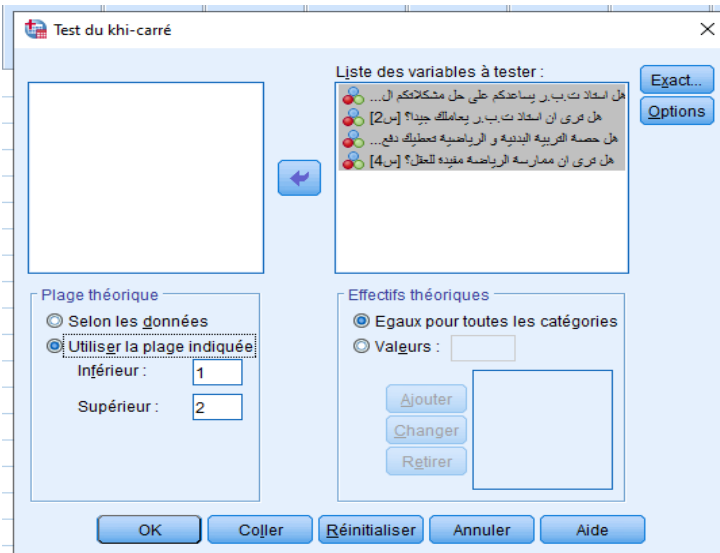 Test du khi-carré
Liste des variables à tester :
هل استاذ ت.ب.ر يساعدكم على حل مشكلاتكم ال...
هل ترى ان استاذ ت.ب.ر يعاملك جيدا؟ [س2]
هل حصة التربية البدنية و الرياضية تعطيك دفع...
هل ترى ان ممارسة الرياضة مفيدة للعقل؟ [س4]
Exact...
Options
Plage théorique
Selon les données
Utiliser la plage indiquée
Inférieur : 1
Supérieur : 2
Effectifs théoriques
Egaux pour toutes les catégories
Valeurs :
Ajouter
Changer
Retirer
OK
Coller
Réinitialiser
Annuler
Aide